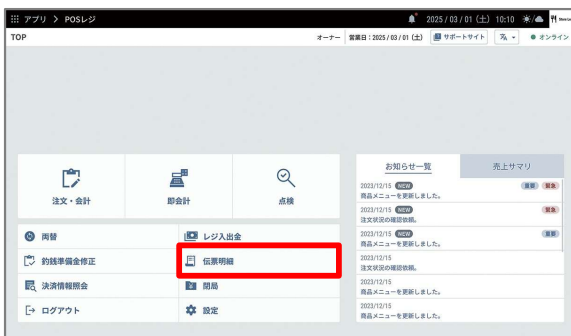 アプリ > POSレジ
2025 / 03 / 01 (土) 10:10
TOP
オーナー 営業日:2025 / 03 / 01 (土) サポートサイト オンライン
注文・会計
即会計
点検
両替
レジ入出金
釣銭準備金修正
伝票明細
決済情報照会
ログアウト
設定
お知らせ一覧
売上サマリ
2023/12/15 NEW 重要 緊急
商品メニューを更新しました。
2023/12/15 NEW 緊急
注文状況の確認依頼。
2023/12/15 NEW 重要
商品メニューを更新しました。
2023/12/15
注文状況の確認依頼。
2023/12/15
商品メニューを更新しました。
2023/12/15
商品メニューを更新しました。